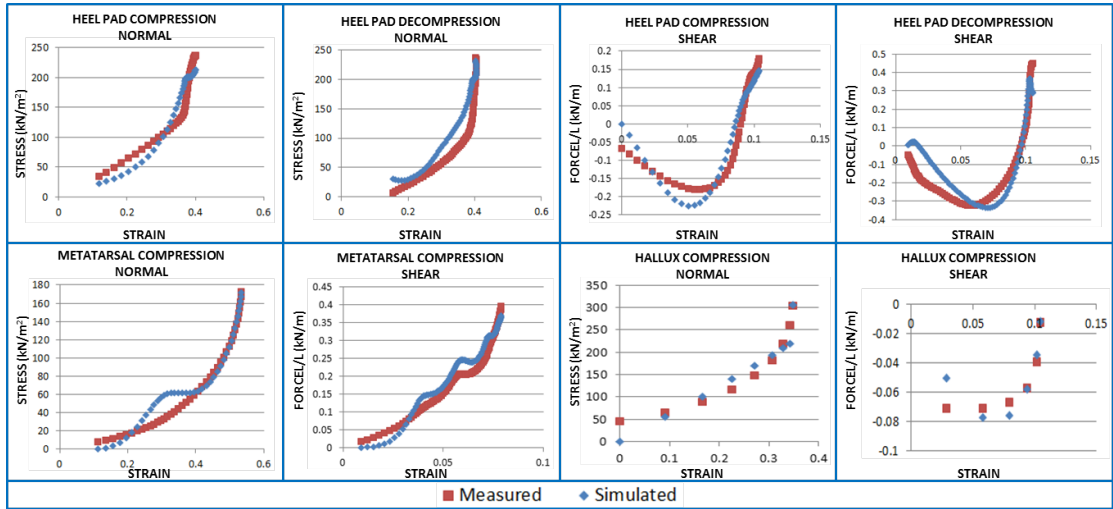 HEEL PAD COMPRESSION
NORMAL
STRESS (kN/m²)
250
200
150
100
50
0
0
0.2
0.4
0.6
STRAIN
HEEL PAD DECOMPRESSION
NORMAL
STRESS (kN/m²)
250
200
150
100
50
0
0
0.2
0.4
0.6
STRAIN
HEEL PAD COMPRESSION
SHEAR
FORCEL/L (kN/m)
0.2
0.15
0.1
0.05
0
-0.05
-0.1
-0.15
-0.2
-0.25
0
0.05
0.1
0.15
STRAIN
HEEL PAD DECOMPRESSION
SHEAR
FORCEL/L (kN/m)
0.5
0.4
0.3
0.2
0.1
0
-0.1
-0.2
-0.3
-0.4
0
0.05
0.1
0.15
STRAIN
METATARSAL COMPRESSION
NORMAL
STRESS (kN/m²)
180
160
140
120
100
80
60
40
20
0
0
0.2
0.4
0.6
STRAIN
METATARSAL COMPRESSION
SHEAR
FORCEL/L (kN/m)
0.45
0.4
0.35
0.3
0.25
0.2
0.15
0.1
0.05
0
0
0.05
0.1
STRAIN
HALLUX COMPRESSION
NORMAL
STRESS (kN/m²)
350
300
250
200
150
100
50
0
0
0.1
0.2
0.3
0.4
STRAIN
HALLUX COMPRESSION
SHEAR
FORCEL/L (kN/m)
0
-0.02
-0.04
-0.06
-0.08
-0.1
0
0.05
0.1
0.15
STRAIN
Measured
Simulated